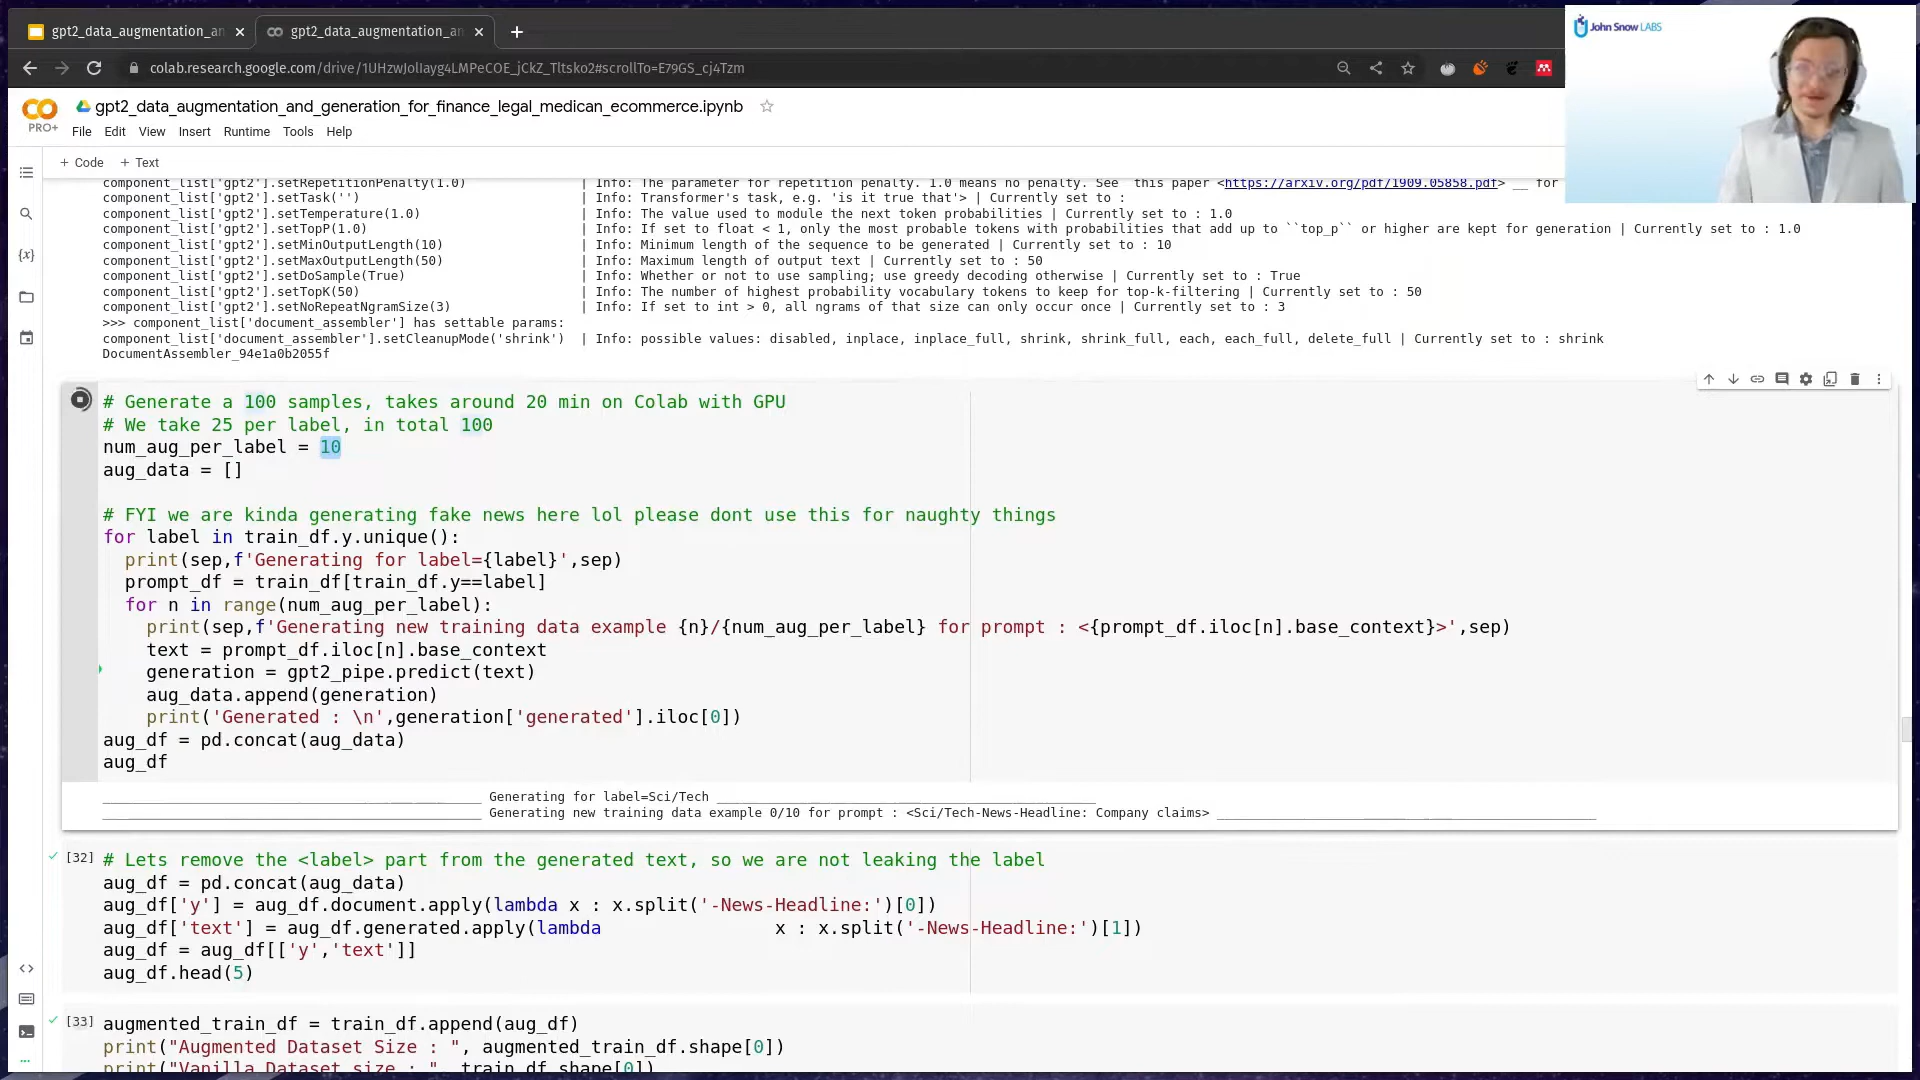 gpt2_data_augmentation_an
gpt2_data_augmentation_an
colab.research.google.com/drive/1UHzwJolIayg4LMPeCOE_jCkZ_Tltsko2#scrollTo=E79GS_cj4Tzm
John Snow LABS
PRO+
gpt2_data_augmentation_and_generation_for_finance_legal_medican_ecommerce.ipynb
File Edit View Insert Runtime Tools Help
+ Code + Text
component_list['gpt2'].setRepetitionPenalty(1.0) | Info: The parameter for repetition penalty. 1.0 means no penalty. See `this paper <https://arxiv.org/pdf/1909.05858.pdf> __ for
component_list['gpt2'].setTask('') | Info: Transformer's task, e.g. 'is it true that'> | Currently set to :
component_list['gpt2'].setTemperature(1.0) | Info: The value used to module the next token probabilities | Currently set to : 1.0
component_list['gpt2'].setTopP(1.0) | Info: If set to float < 1, only the most probable tokens with probabilities that add up to ``top_p`` or higher are kept for generation | Currently set to : 1.0
component_list['gpt2'].setMinOutputLength(10) | Info: Minimum length of the sequence to be generated | Currently set to : 10
component_list['gpt2'].setMaxOutputLength(50) | Info: Maximum length of output text | Currently set to : 50
component_list['gpt2'].setDoSample(True) | Info: Whether or not to use sampling; use greedy decoding otherwise | Currently set to : True
component_list['gpt2'].setTopK(50) | Info: The number of highest probability vocabulary tokens to keep for top-k-filtering | Currently set to : 50
component_list['gpt2'].setNoRepeatNgramSize(3) | Info: If set to int > 0, all ngrams of that size can only occur once | Currently set to : 3
>>> component_list['document_assembler'] has settable params:
component_list['document_assembler'].setCleanupMode('shrink') | Info: possible values: disabled, inplace, inplace_full, shrink, shrink_full, each, each_full, delete_full | Currently set to : shrink
DocumentAssembler_94e1a0b2055f
# Generate a 100 samples, takes around 20 min on Colab with GPU
# We take 25 per label, in total 100
num_aug_per_label = 10
aug_data = []
# FYI we are kinda generating fake news here lol please dont use this for naughty things
for label in train_df.y.unique():
print(sep,f'Generating for label={label}',sep)
prompt_df = train_df[train_df.y==label]
for n in range(num_aug_per_label):
print(sep,f'Generating new training data example {n}/{num_aug_per_label} for prompt : <{prompt_df.iloc[n].base_context}>',sep)
text = prompt_df.iloc[n].base_context
generation = gpt2_pipe.predict(text)
aug_data.append(generation)
print('Generated : \n',generation['generated'].iloc[0])
aug_df = pd.concat(aug_data)
aug_df
Generating for label=Sci/Tech
Generating new training data example 0/10 for prompt : <Sci/Tech-News-Headline: Company claims>
[32] # Lets remove the <label> part from the generated text, so we are not leaking the label
aug_df = pd.concat(aug_data)
aug_df['y'] = aug_df.document.apply(lambda x : x.split('-News-Headline:')[0])
aug_df['text'] = aug_df.generated.apply(lambda x : x.split('-News-Headline:')[1])
aug_df = aug_df[['y','text']]
aug_df.head(5)
[33] augmented_train_df = train_df.append(aug_df)
print("Augmented Dataset Size : ", augmented_train_df.shape[0])
print("Vanilla Dataset size : ", train_df.shape[0])